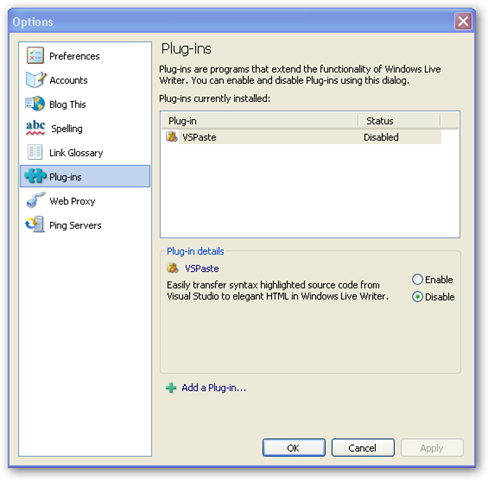 Options
Preferences
Accounts
Blog This
abc
Spelling
Link Glossary
Plug-ins
Web Proxy
Ping Servers
Plug-ins
Plug-ins are programs that extend the functionality of Windows Live
Writer. You can enable and disable Plug-ins using this dialog.
Plug-ins currently installed:
Plug-in Status
VSPaste Disabled
Plug-in details
VSPaste
Easily transfer syntax highlighted source code from
Visual Studio to elegant HTML in Windows Live Writer.
Enable
Disable
Add a Plug-in...
OK Cancel Apply